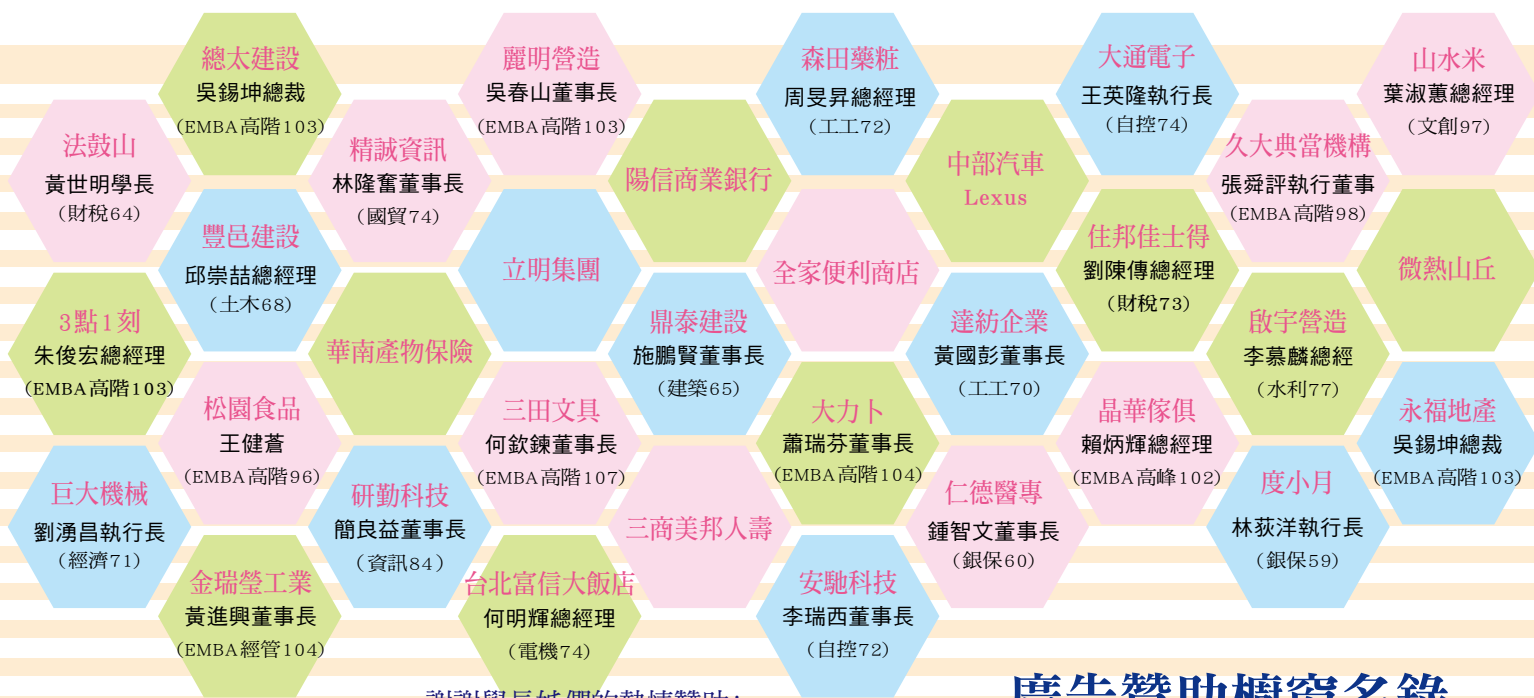 總太建設
吳錫坤總裁
(EMBA高階103)
麗明營造
吳春山董事長
(EMBA高階103)
森田藥粧
周旻昇總經理
(工工72)
大通電子
王英隆執行長
(自控74)
山水米
葉淑蕙總經理
(文創97)
法鼓山
黃世明學長
(財稅64)
精誠資訊
林隆奮董事長
(國貿74)
陽信商業銀行
中部汽車
Lexus
久大典當機構
張舜評執行董事
(EMBA高階98)
豐邑建設
邱崇喆總經理
(土木68)
立明集團
全家便利商店
住邦佳士得
劉陳傳總經理
(財稅73)
微熱山丘
3點1刻
朱俊宏總經理
(EMBA高階103)
華南產物保險
鼎泰建設
施鵬賢董事長
(建築65)
達紡企業
黃國彭董事長
(工工70)
啟宇營造
李慕麟總經
(水利77)
松園食品
王健蒼
(EMBA高階96)
三田文具
何欽鍊董事長
(EMBA高階107)
大力卜
蕭瑞芬董事長
(EMBA高階104)
晶華傢俱
賴炳輝總經理
(EMBA高峰102)
永福地產
吳錫坤總裁
(EMBA高階103)
巨大機械
劉湧昌執行長
(經濟71)
研勤科技
簡良益董事長
(資訊84)
三商美邦人壽
仁德醫專
鍾智文董事長
(銀保60)
度小月
林荻洋執行長
(銀保59)
金瑞瑩工業
黃進興董事長
(EMBA經管104)
台北富信大飯店
何明輝總經理
(電機74)
安馳科技
李瑞西董事長
(自控72)
謝謝學長姊們的熱情贊助!
廣告贊助櫥窗名錄